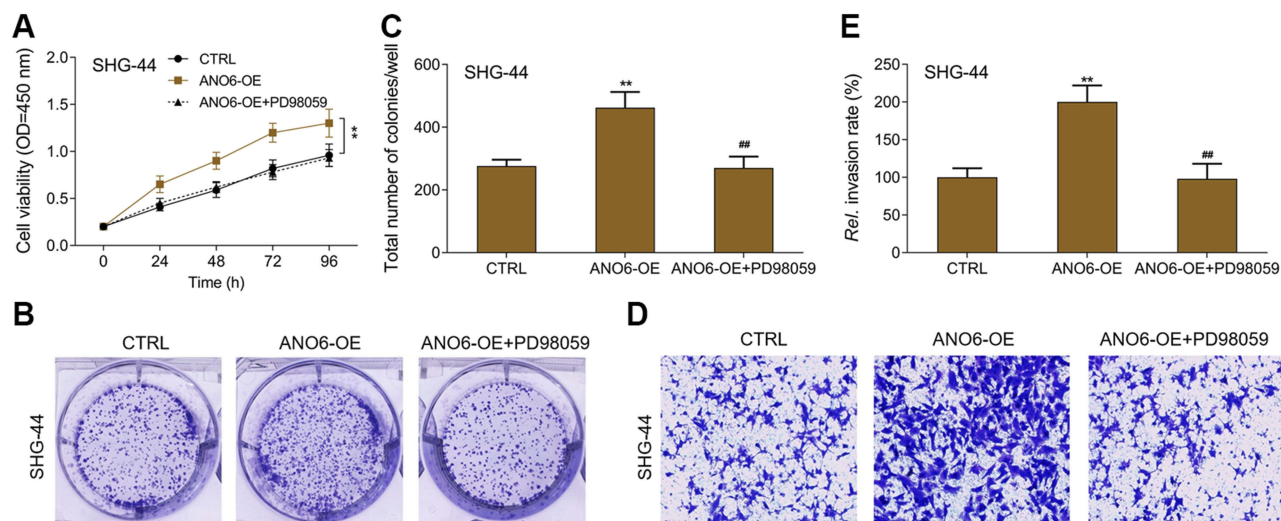 A
SHG-44
CTRL
ANO6-OE
ANO6-OE+PD98059
**
Cell viability (OD=450 nm)
2.0
1.5
1.0
0.5
0.0
0 24 48 72 96
Time (h)
C
SHG-44
Total number of colonies/well
600
400
200
0
**
##
CTRL ANO6-OE ANO6-OE+PD98059
E
SHG-44
Rel. invasion rate (%)
250
200
150
100
50
0
**
##
CTRL ANO6-OE ANO6-OE+PD98059
B
CTRL ANO6-OE ANO6-OE+PD98059
SHG-44
D
CTRL ANO6-OE ANO6-OE+PD98059
SHG-44